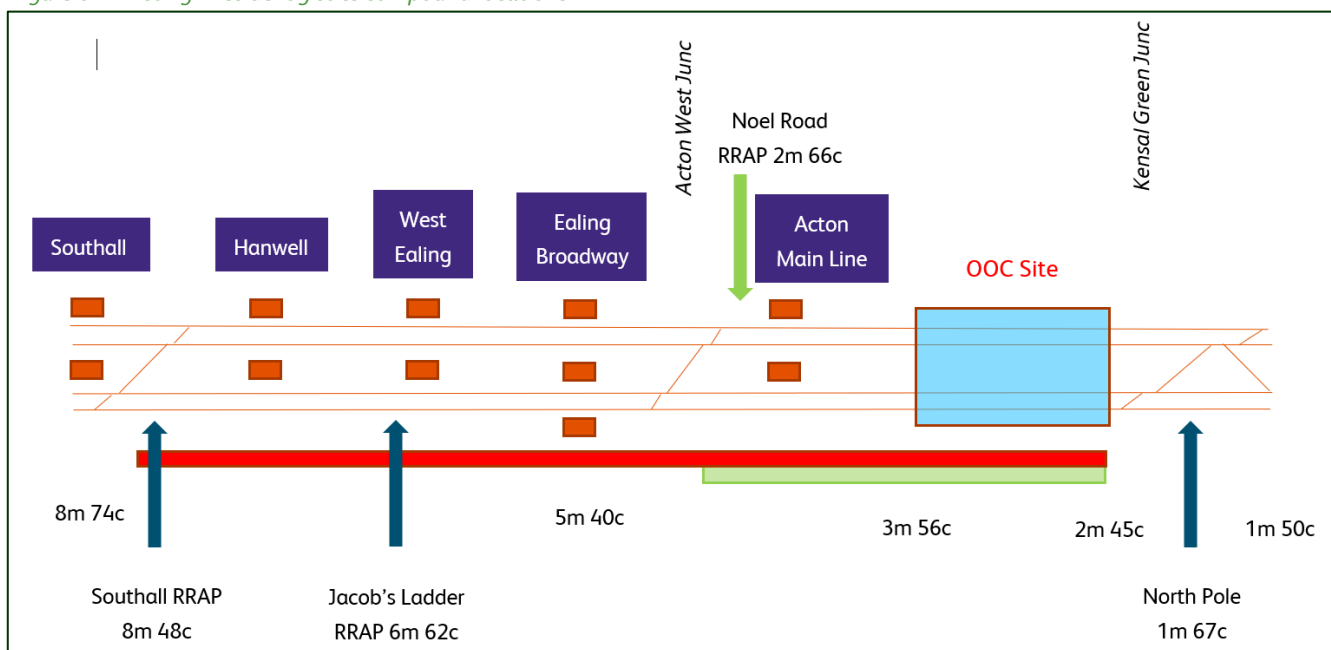 Acton West Junc
Kensal Green Junc
Noel Road
RRAP 2m 66c
Southall
Hanwell
West
Ealing
Ealing
Broadway
Acton
Main Line
OOC Site
8m 74c
5m 40c
3m 56c
2m 45c
1m 50c
Southall RRAP
8m 48c
Jacob's Ladder
RRAP 6m 62c
North Pole
1m 67c